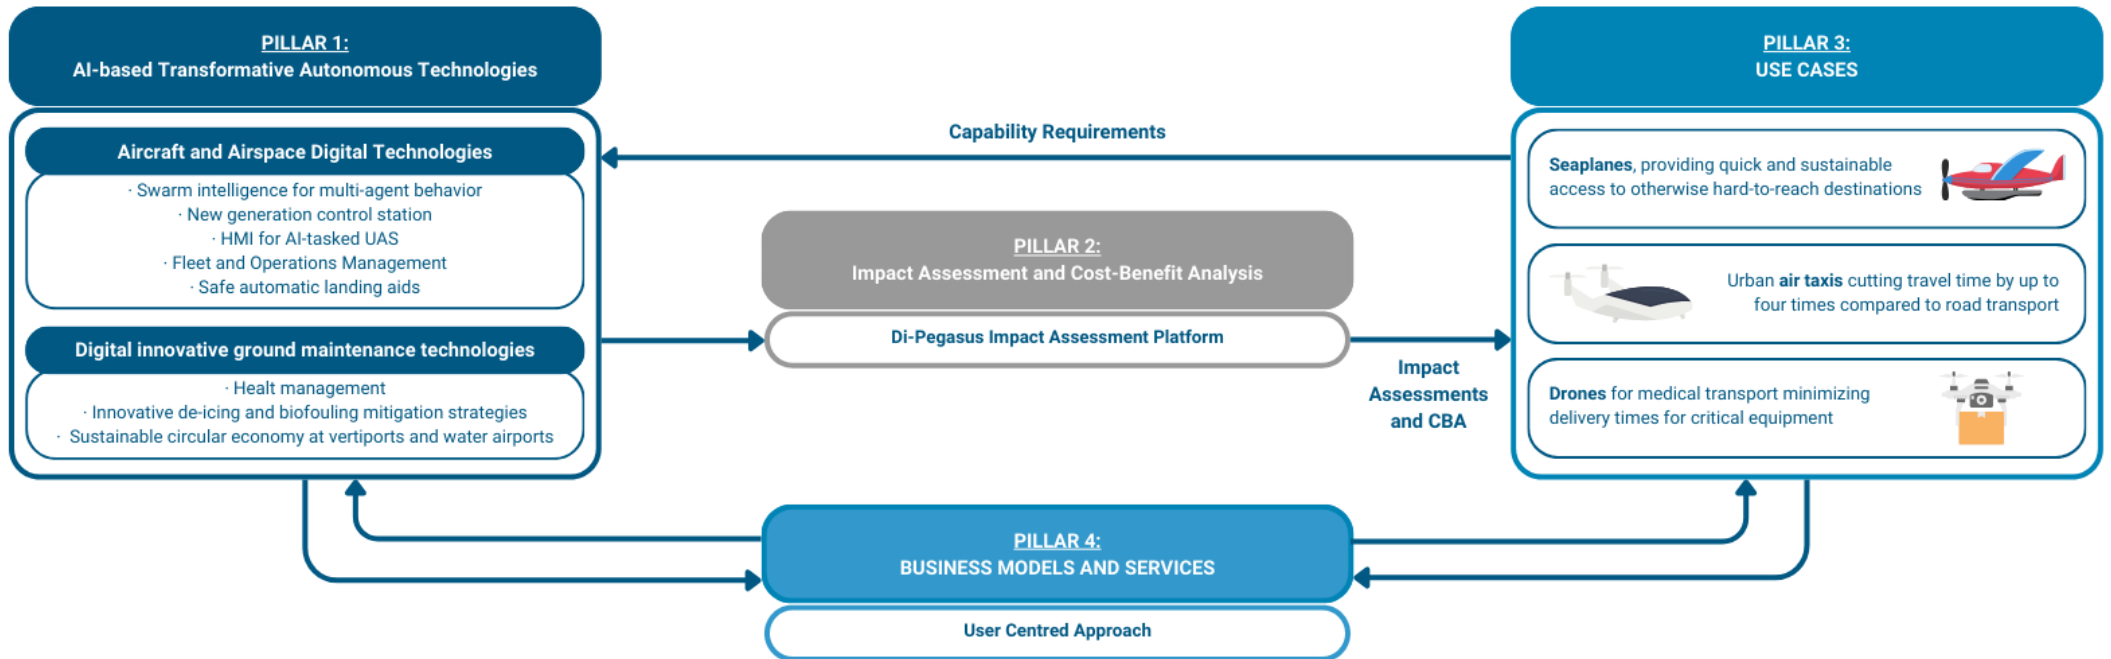 PILLAR 1:
AI-based Transformative Autonomous Technologies
Aircraft and Airspace Digital Technologies
· Swarm intelligence for multi-agent behavior
· New generation control station
· HMI for AI-tasked UAS
· Fleet and Operations Management
· Safe automatic landing aids
Digital innovative ground maintenance technologies
· Healt management
· Innovative de-icing and biofouling mitigation strategies
· Sustainable circular economy at vertiports and water airports
Capability Requirements
PILLAR 2:
Impact Assessment and Cost-Benefit Analysis
Di-Pegasus Impact Assessment Platform
Impact
Assessments
and CBA
PILLAR 3:
USE CASES
Seaplanes, providing quick and sustainable
access to otherwise hard-to-reach destinations
Urban air taxis cutting travel time by up to
four times compared to road transport
Drones for medical transport minimizing
delivery times for critical equipment
PILLAR 4:
BUSINESS MODELS AND SERVICES
User Centred Approach